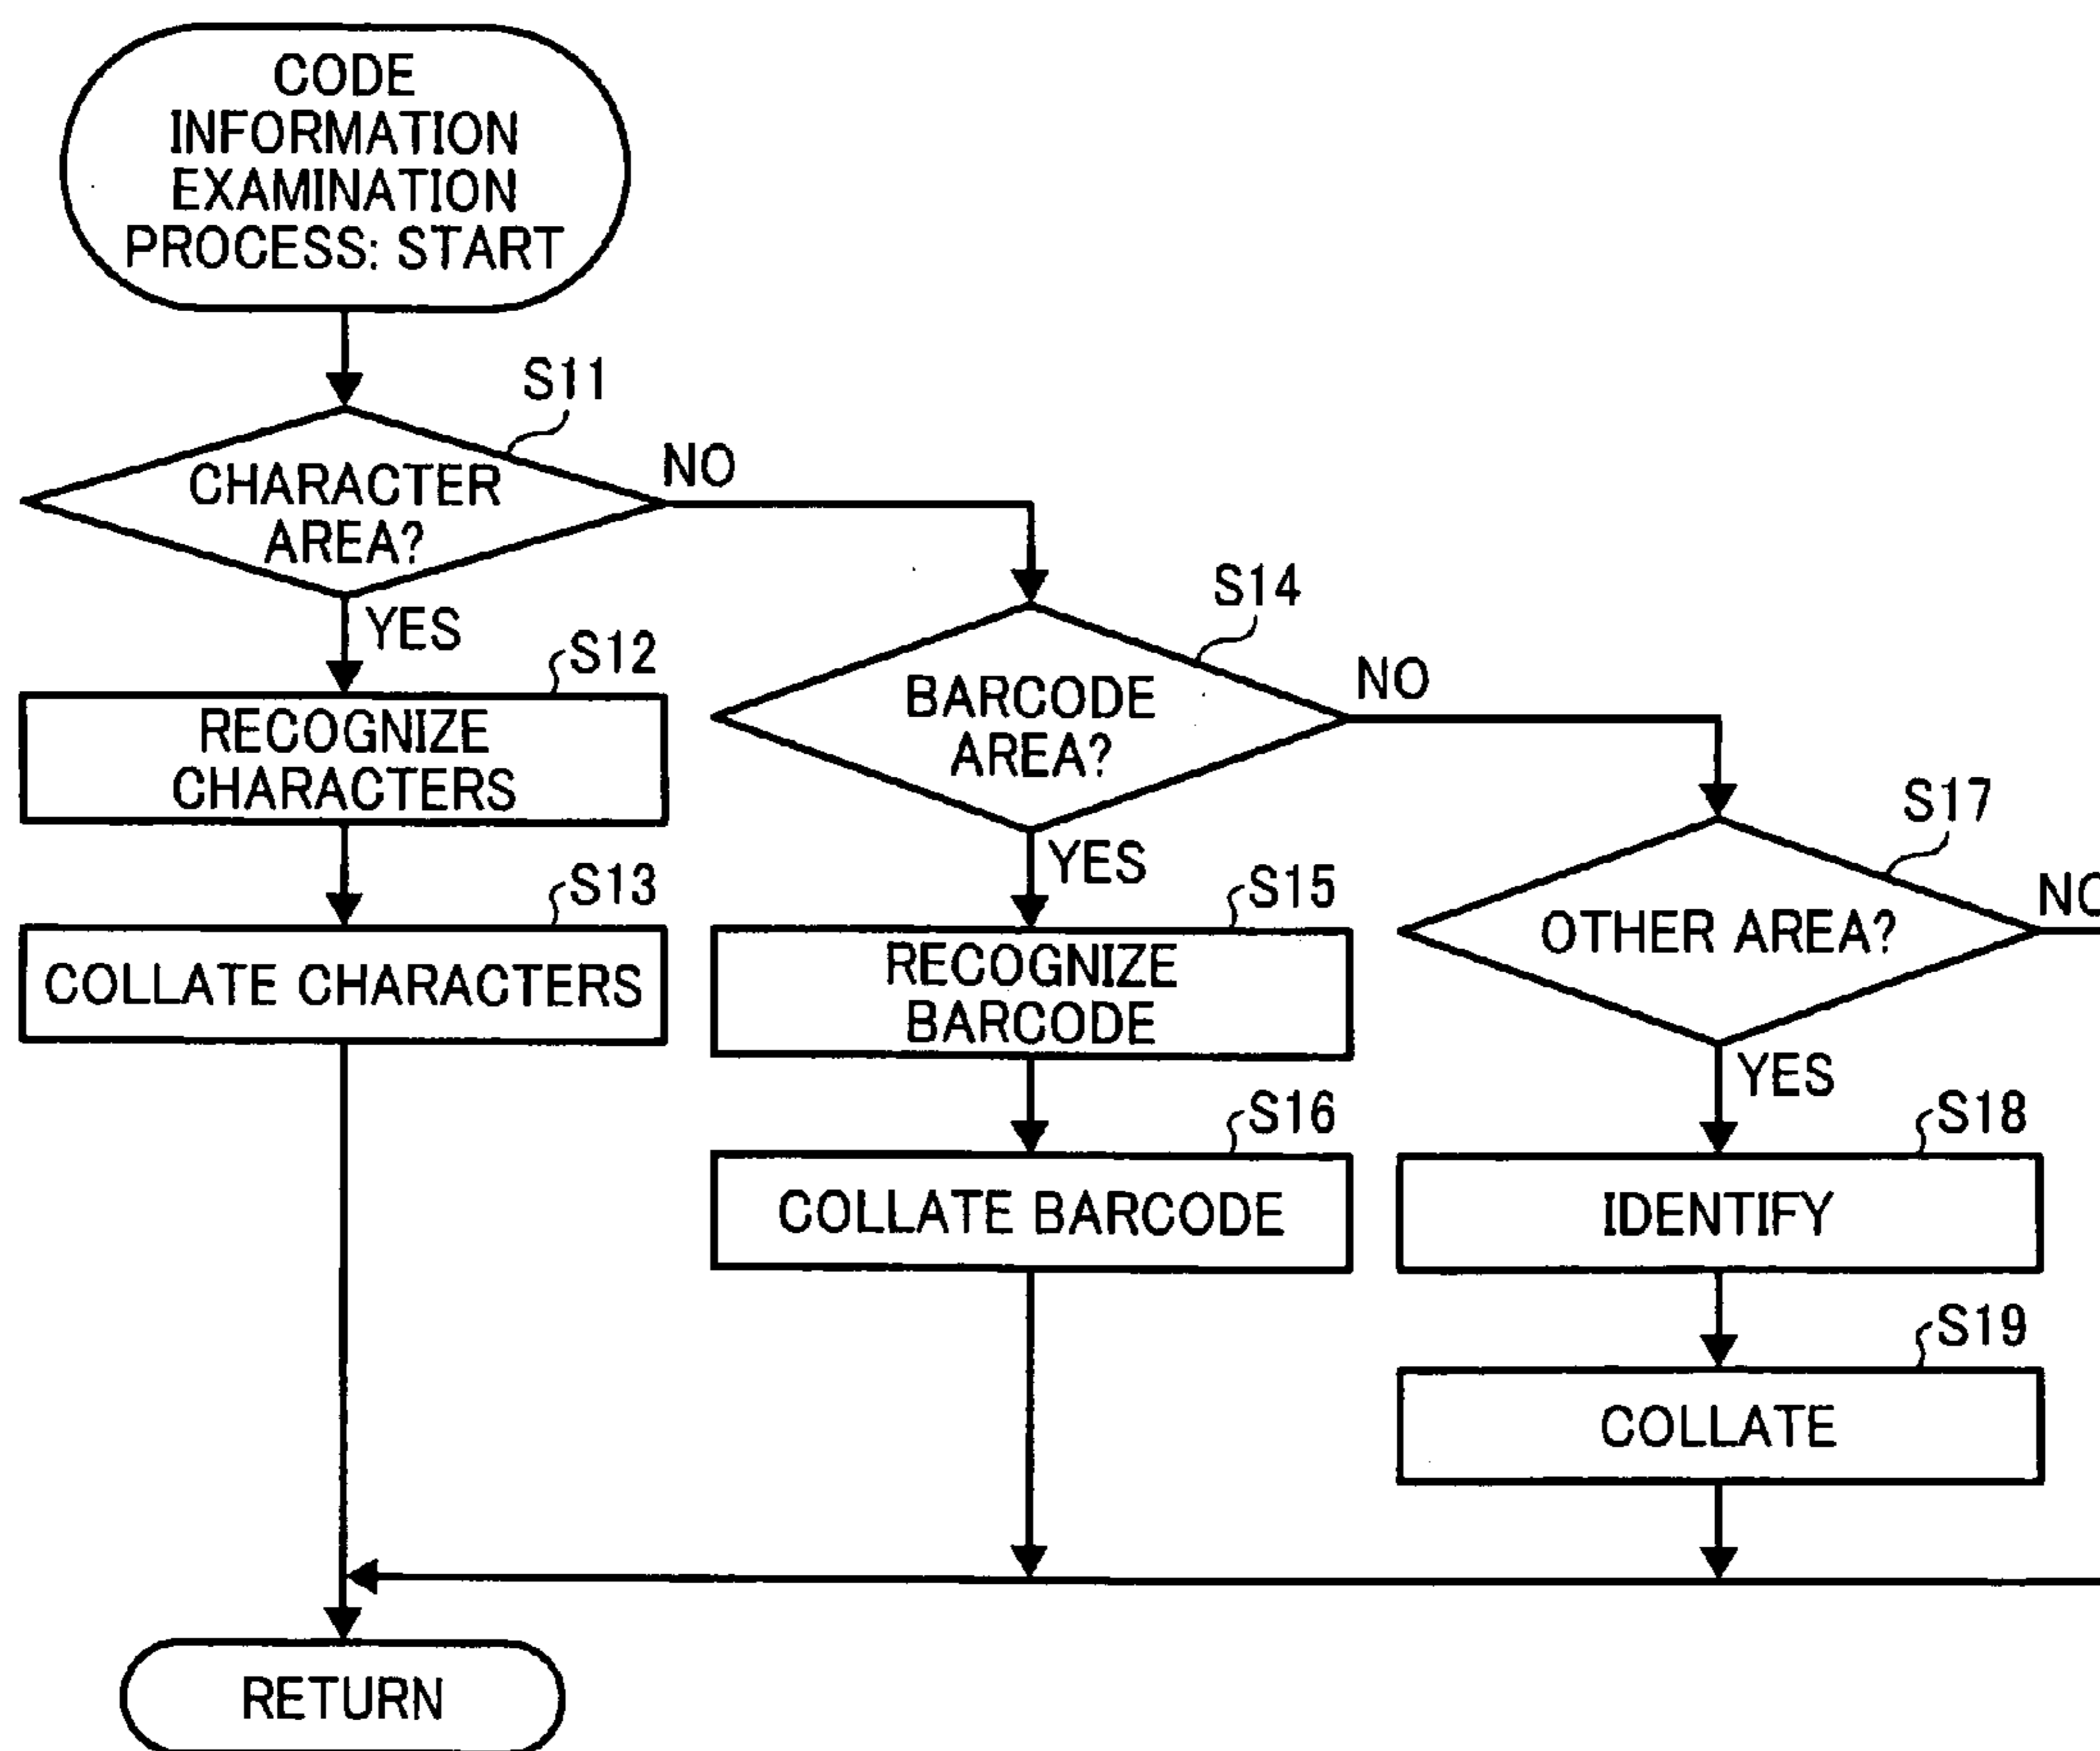 CODE
INFORMATION
EXAMINATION
PROCESS: START
S11
CHARACTER
AREA?
NO
YES
S12
RECOGNIZE
CHARACTERS
S13
COLLATE CHARACTERS
S14
BARCODE
AREA?
NO
YES
S15
RECOGNIZE
BARCODE
S16
COLLATE BARCODE
S17
OTHER AREA?
NO
YES
S18
IDENTIFY
S19
COLLATE
RETURN